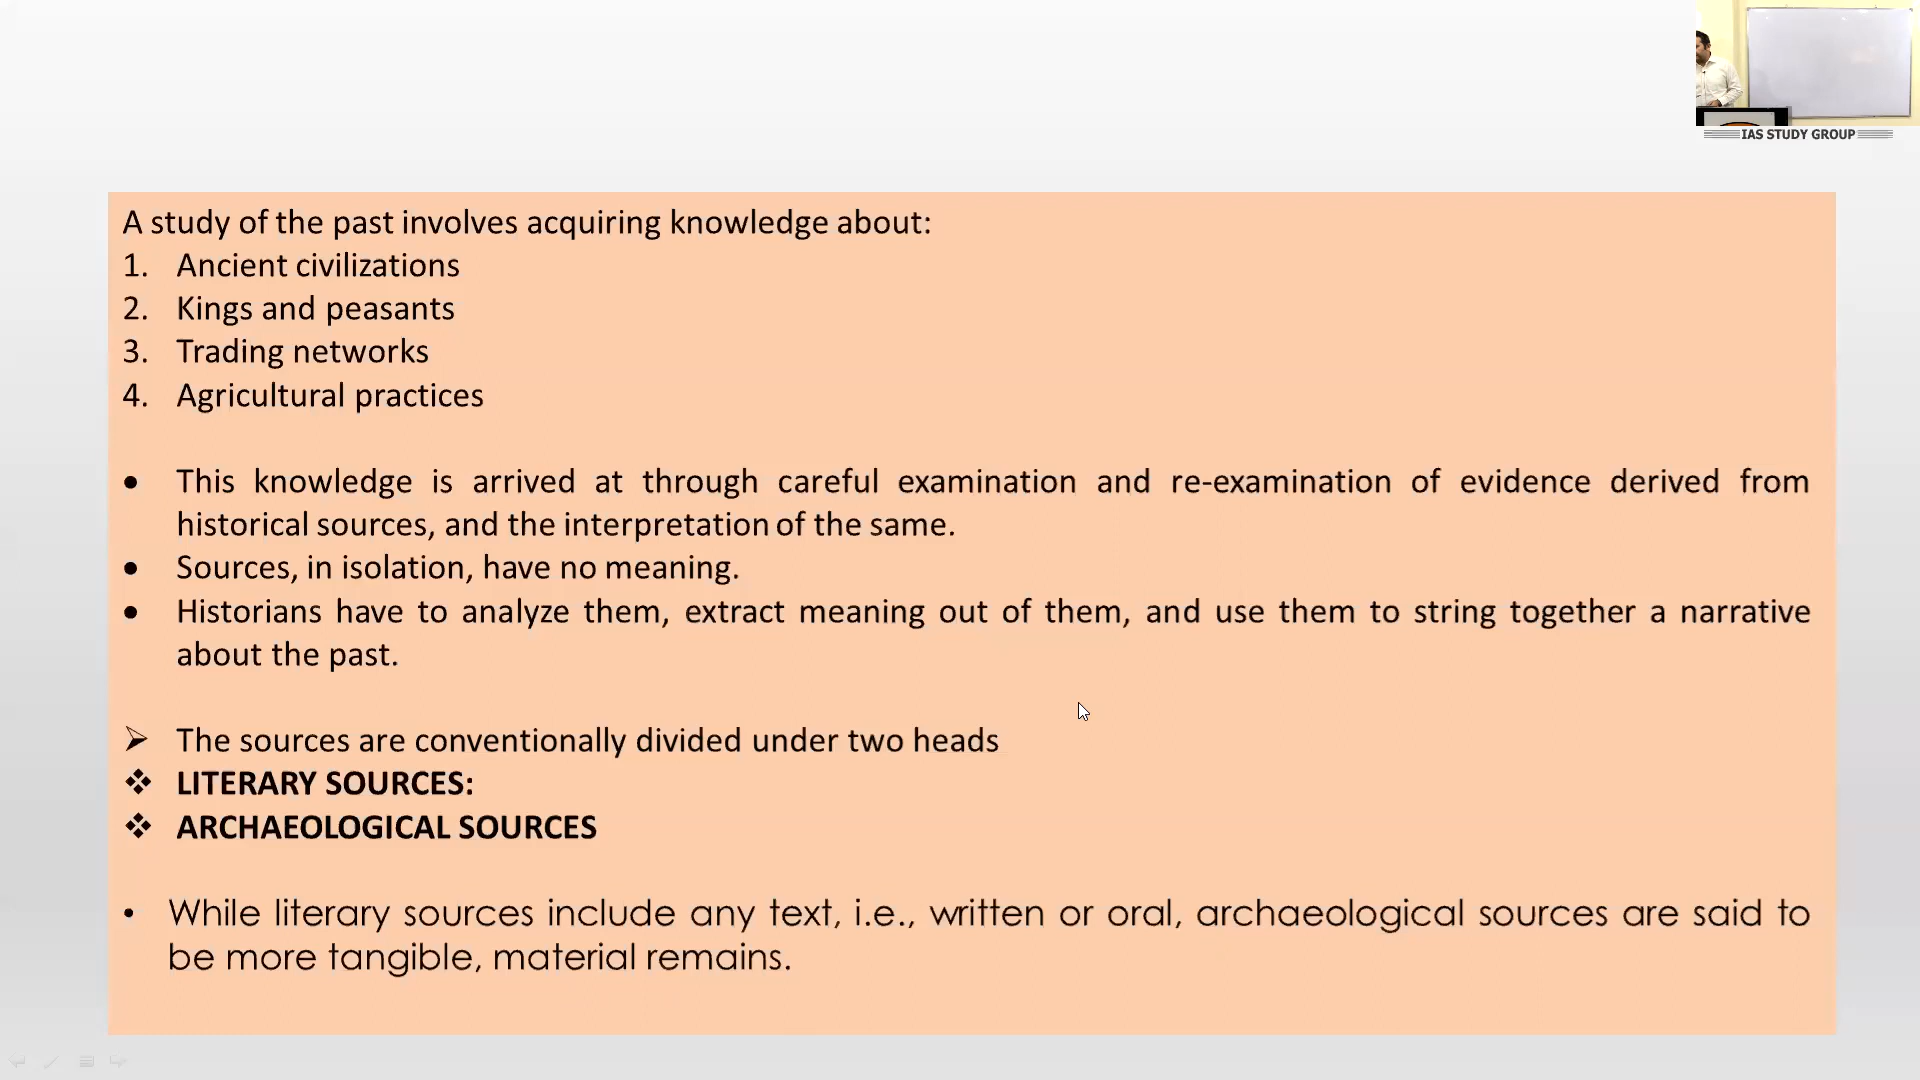 IAS STUDY GROUP
A study of the past involves acquiring knowledge about:
1. Ancient civilizations
2. Kings and peasants
3. Trading networks
4. Agricultural practices
• This knowledge is arrived at through careful examination and re-examination of evidence derived from
historical sources, and the interpretation of the same.
• Sources, in isolation, have no meaning.
• Historians have to analyze them, extract meaning out of them, and use them to string together a narrative
about the past.
➢ The sources are conventionally divided under two heads
❖ LITERARY SOURCES:
❖ ARCHAEOLOGICAL SOURCES
• While literary sources include any text, i.e., written or oral, archaeological sources are said to
be more tangible, material remains.